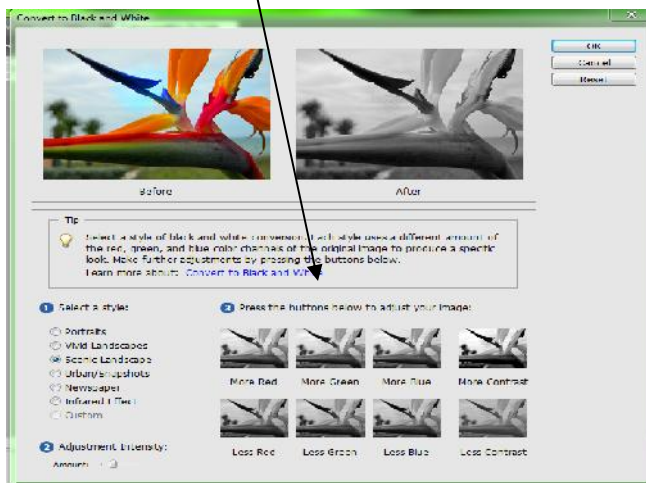 Convert to Black and White
OK
Cancel
Reset
Before
After
Tip
Select a style of black and white conversion. Each style uses a different amount of
the red, green, and blue color channels of the original image to produce a specific
look. Make further adjustments by pressing the buttons below.
Learn more about: Convert to Black and White
1 Select a style:
Portraits
Vivid Landscapes
Scenic Landscape
Urban/Snapshots
Newspaper
Infrared Effect
Custom
2 Adjustment Intensity:
Amount:
3 Press the buttons below to adjust your image:
More Red More Green More Blue More Contrast
Less Red Less Green Less Blue Less Contrast